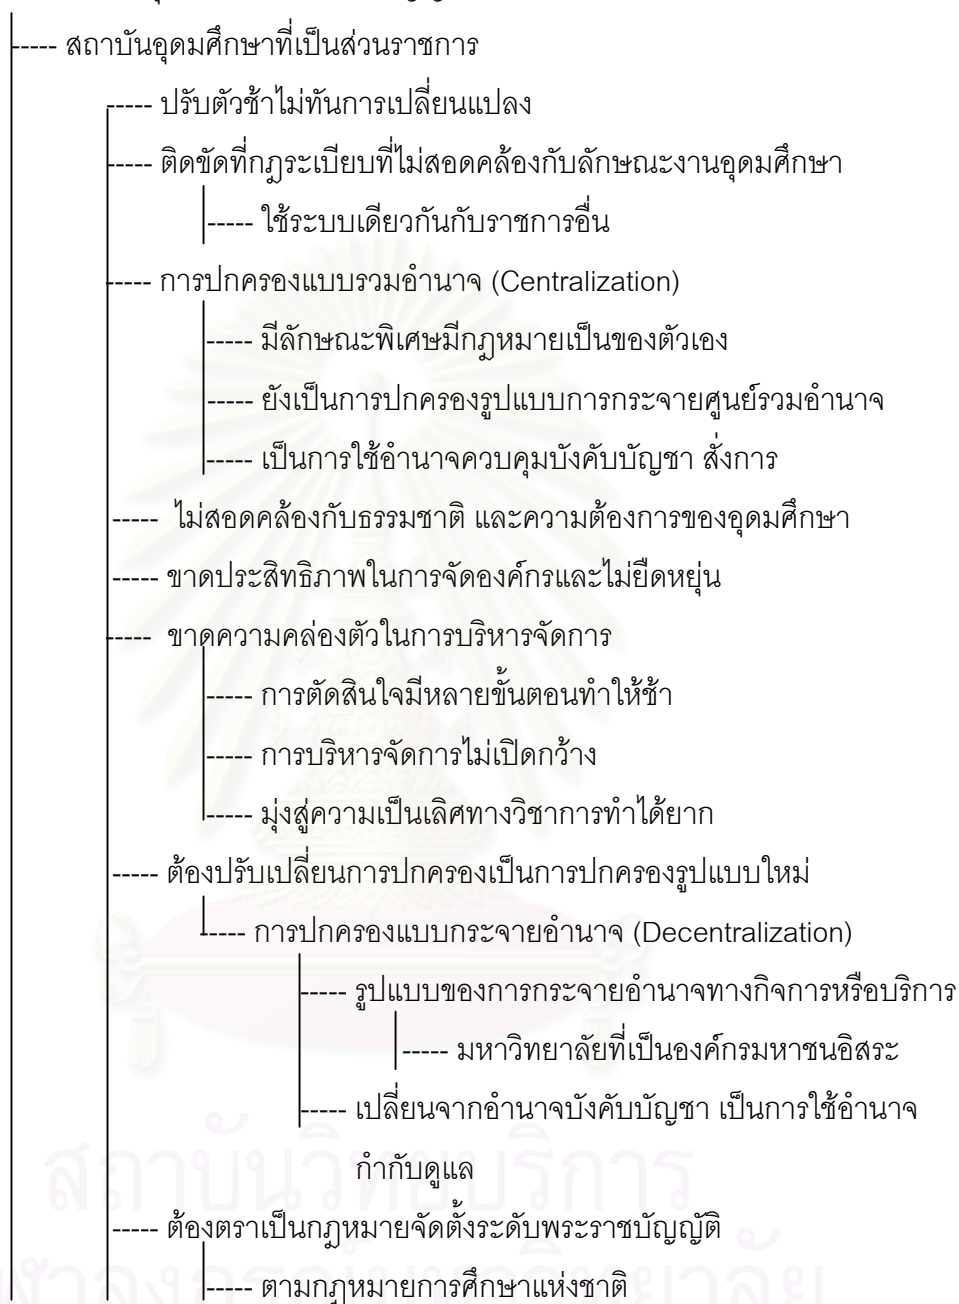 ----- สถาบันอุดมศึกษาที่เป็นส่วนราชการ
----- ปรับตัวช้าไม่ทันการเปลี่ยนแปลง
----- ติดขัดที่กฎระเบียบที่ไม่สอดคล้องกับลักษณะงานอุดมศึกษา
----- ใช้ระบบเดียวกันกับราชการอื่น
----- การปกครองแบบรวมอำนาจ (Centralization)
----- มีลักษณะพิเศษมีกฎหมายเป็นของตัวเอง
----- ยังเป็นการปกครองรูปแบบการกระจายศูนย์รวมอำนาจ
----- เป็นการใช้อำนาจควบคุมบังคับบัญชา สั่งการ
----- ไม่สอดคล้องกับธรรมชาติ และความต้องการของอุดมศึกษา
----- ขาดประสิทธิภาพในการจัดองค์กรและไม่ยืดหยุ่น
----- ขาดความคล่องตัวในการบริหารจัดการ
----- การตัดสินใจมีหลายขั้นตอนทำให้ช้า
----- การบริหารจัดการไม่เปิดกว้าง
----- มุ่งสู่ความเป็นเลิศทางวิชาการทำได้ยาก
----- ต้องปรับเปลี่ยนการปกครองเป็นการปกครองรูปแบบใหม่
----- การปกครองแบบกระจายอำนาจ (Decentralization)
----- รูปแบบของการกระจายอำนาจทางกิจการหรือบริการ
----- มหาวิทยาลัยที่เป็นองค์กรมหาชนอิสระ
----- เปลี่ยนจากอำนาจบังคับบัญชา เป็นการใช้อำนาจ
กำกับดูแล
สถาบันวิทยบริการ
----- ต้องตราเป็นกฎหมายจัดตั้งระดับพระราชบัญญัติ
----- ตามกฎหมายการศึกษาแห่งชาติ